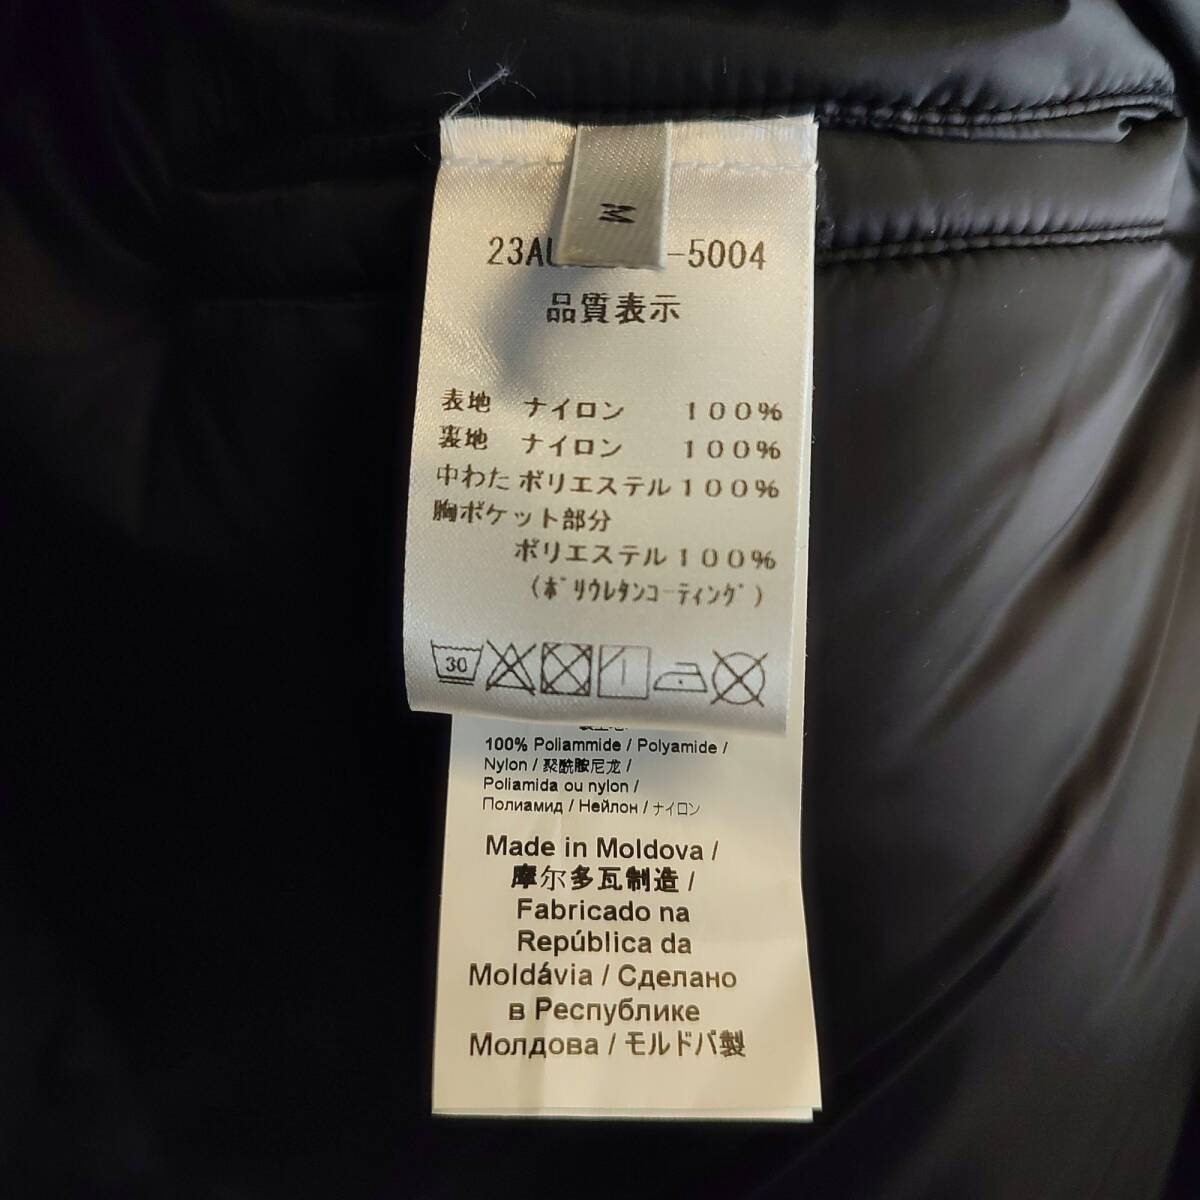 M
-5004
品質表示
表地 ナイロン 100%
裏地 ナイロン 100%
中わた ポリエステル 100%
胸ポケット部分
ポリエステル 100%
(ﾎﾟﾘｳﾚﾀﾝｺｰﾃｨﾝｸﾞ)
30
100% Poliammide / Polyamide /
Nylon / 聚酰胺尼龙 /
Poliamida ou nylon /
Полиамид / Нейлон / ナイロン
Made in Moldova /
摩尔多瓦制造 /
Fabricado na
República da
Moldávia / Сделано
в Республике
Молдова / モルドバ製